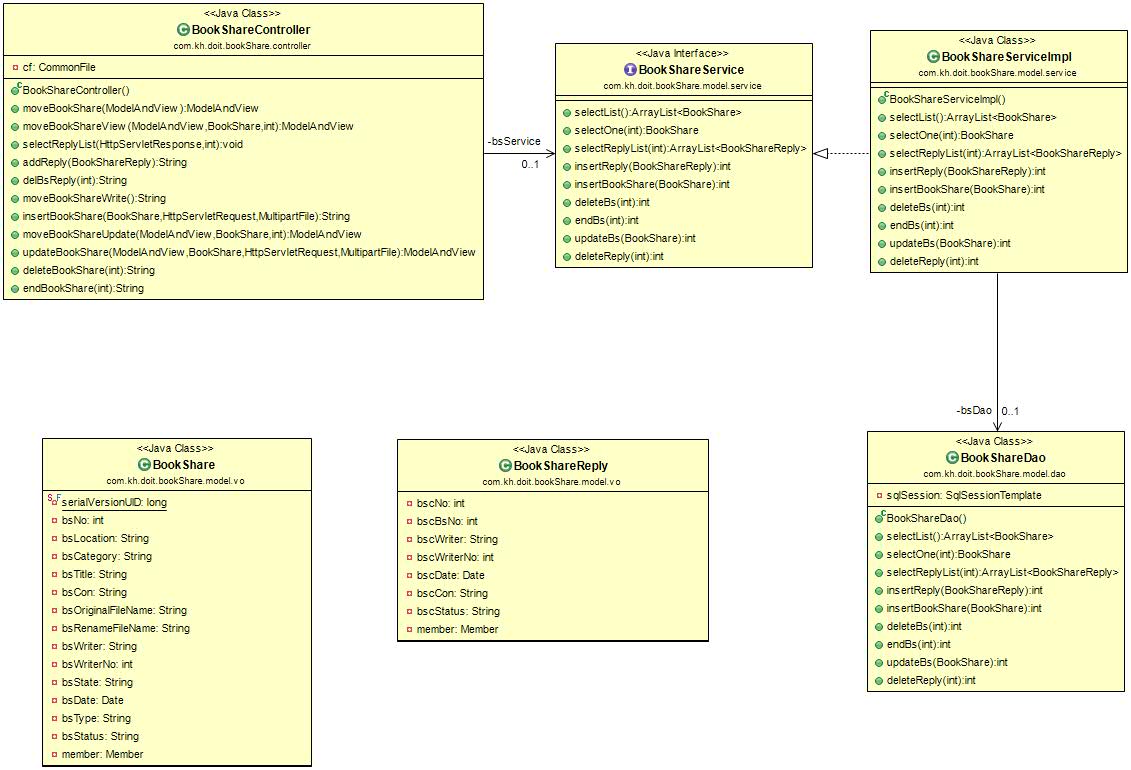 <<Java Class>>
BookShareController
com.kh.doit.bookShare.controller
cf: CommonFile
BookShareController()
moveBookShare(ModelAndView ):ModelAndView
moveBookShareView (ModelAndView,BookShare,int):ModelAndView
selectReplyList(HttpServletResponse,int):void
addReply(BookShareReply):String
delBsReply(int):String
moveBookShareWrite():String
insertBookShare(BookShare,HttpServletRequest,MultipartFile):String
moveBookShareUpdate(ModelAndView,BookShare,int):ModelAndView
updateBookShare(ModelAndView,BookShare,HttpServletRequest,MultipartFile):ModelAndView
deleteBookShare(int):String
endBookShare(int):String
-bsService
0..1
<<Java Interface>>
BookShareService
com.kh.doit.bookShare.model.service
selectList():ArrayList<BookShare>
selectOne(int):BookShare
selectReplyList(int):ArrayList<BookShareReply>
insertReply(BookShareReply):int
insertBookShare(BookShare):int
deleteBs(int):int
endBs(int):int
updateBs(BookShare):int
deleteReply(int):int
<<Java Class>>
BookShareServiceImpl
com.kh.doit.bookShare.model.service
BookShareServiceImpl()
selectList():ArrayList<BookShare>
selectOne(int):BookShare
selectReplyList(int):ArrayList<BookShareReply>
insertReply(BookShareReply):int
insertBookShare(BookShare):int
deleteBs(int):int
endBs(int):int
updateBs(BookShare):int
deleteReply(int):int
-bsDao 0..1
<<Java Class>>
BookShare
com.kh.doit.bookShare.model.vo
serialVersionUID: long
bsNo: int
bsLocation: String
bsCategory: String
bsTitle: String
bsCon: String
bsOriginalFileName: String
bsRenameFileName: String
bsWriter: String
bsWriterNo: int
bsState: String
bsDate: Date
bsType: String
bsStatus: String
member: Member
<<Java Class>>
BookShareReply
com.kh.doit.bookShare.model.vo
bscNo: int
bscBsNo: int
bscWriter: String
bscWriterNo: int
bscDate: Date
bscCon: String
bscStatus: String
member: Member
<<Java Class>>
BookShareDao
com.kh.doit.bookShare.model.dao
sqlSession: SqlSessionTemplate
BookShareDao()
selectList():ArrayList<BookShare>
selectOne(int):BookShare
selectReplyList(int):ArrayList<BookShareReply>
insertReply(BookShareReply):int
insertBookShare(BookShare):int
deleteBs(int):int
endBs(int):int
updateBs(BookShare):int
deleteReply(int):int